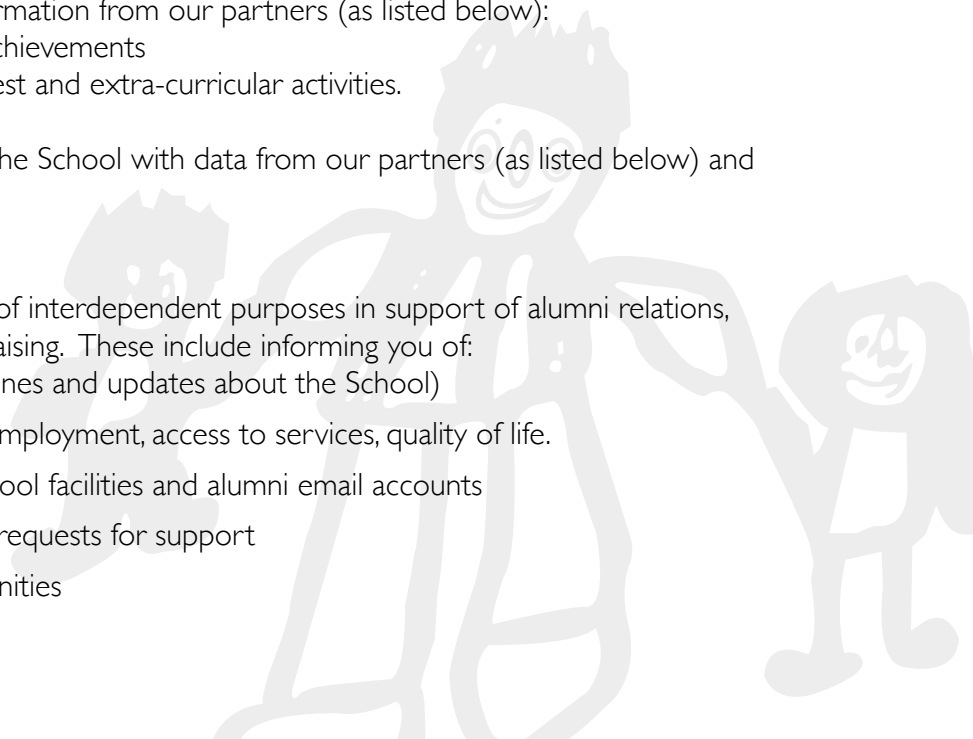 rmation from our partners (as listed below):
chievements
est and extra-curricular activities.
he School with data from our partners (as listed below) and
of interdependent purposes in support of alumni relations,
aising. These include informing you of:
ines and updates about the School)
mployment, access to services, quality of life.
ool facilities and alumni email accounts
requests for support
nities